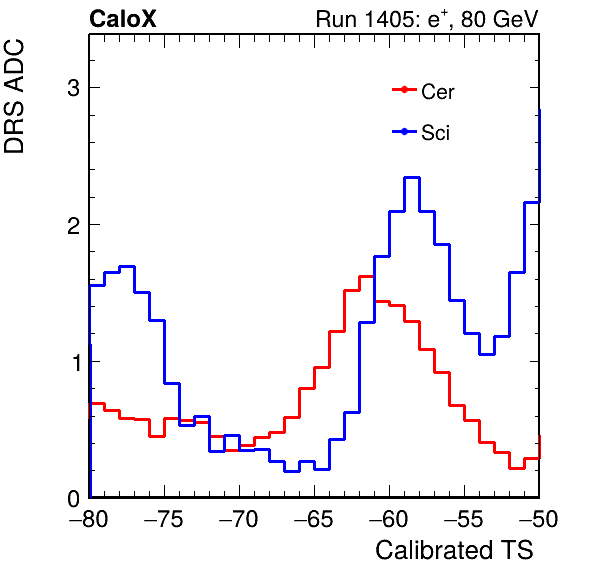 CaloX
Run 1405: e⁺, 80 GeV
DRS ADC
3
2
1
0
Cer
Sci
−80 −75 −70 −65 −60 −55 −50
Calibrated TS